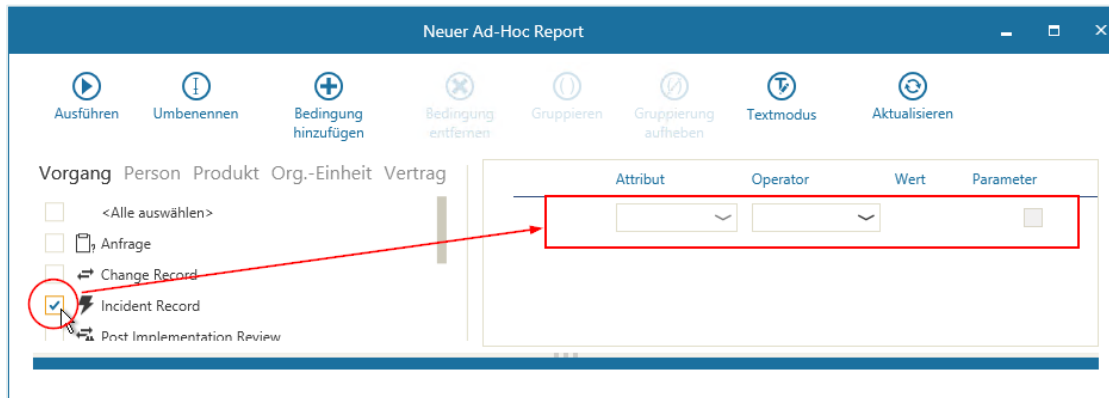 Neuer Ad-Hoc Report
Ausführen Umbenennen Bedingung hinzufügen Bedingung entfernen Gruppieren Gruppierung aufheben Textmodus Aktualisieren
Vorgang Person Produkt Org.-Einheit Vertrag
Attribut Operator Wert Parameter
<Alle auswählen>
Anfrage
Change Record
Incident Record
Post Implementation Review